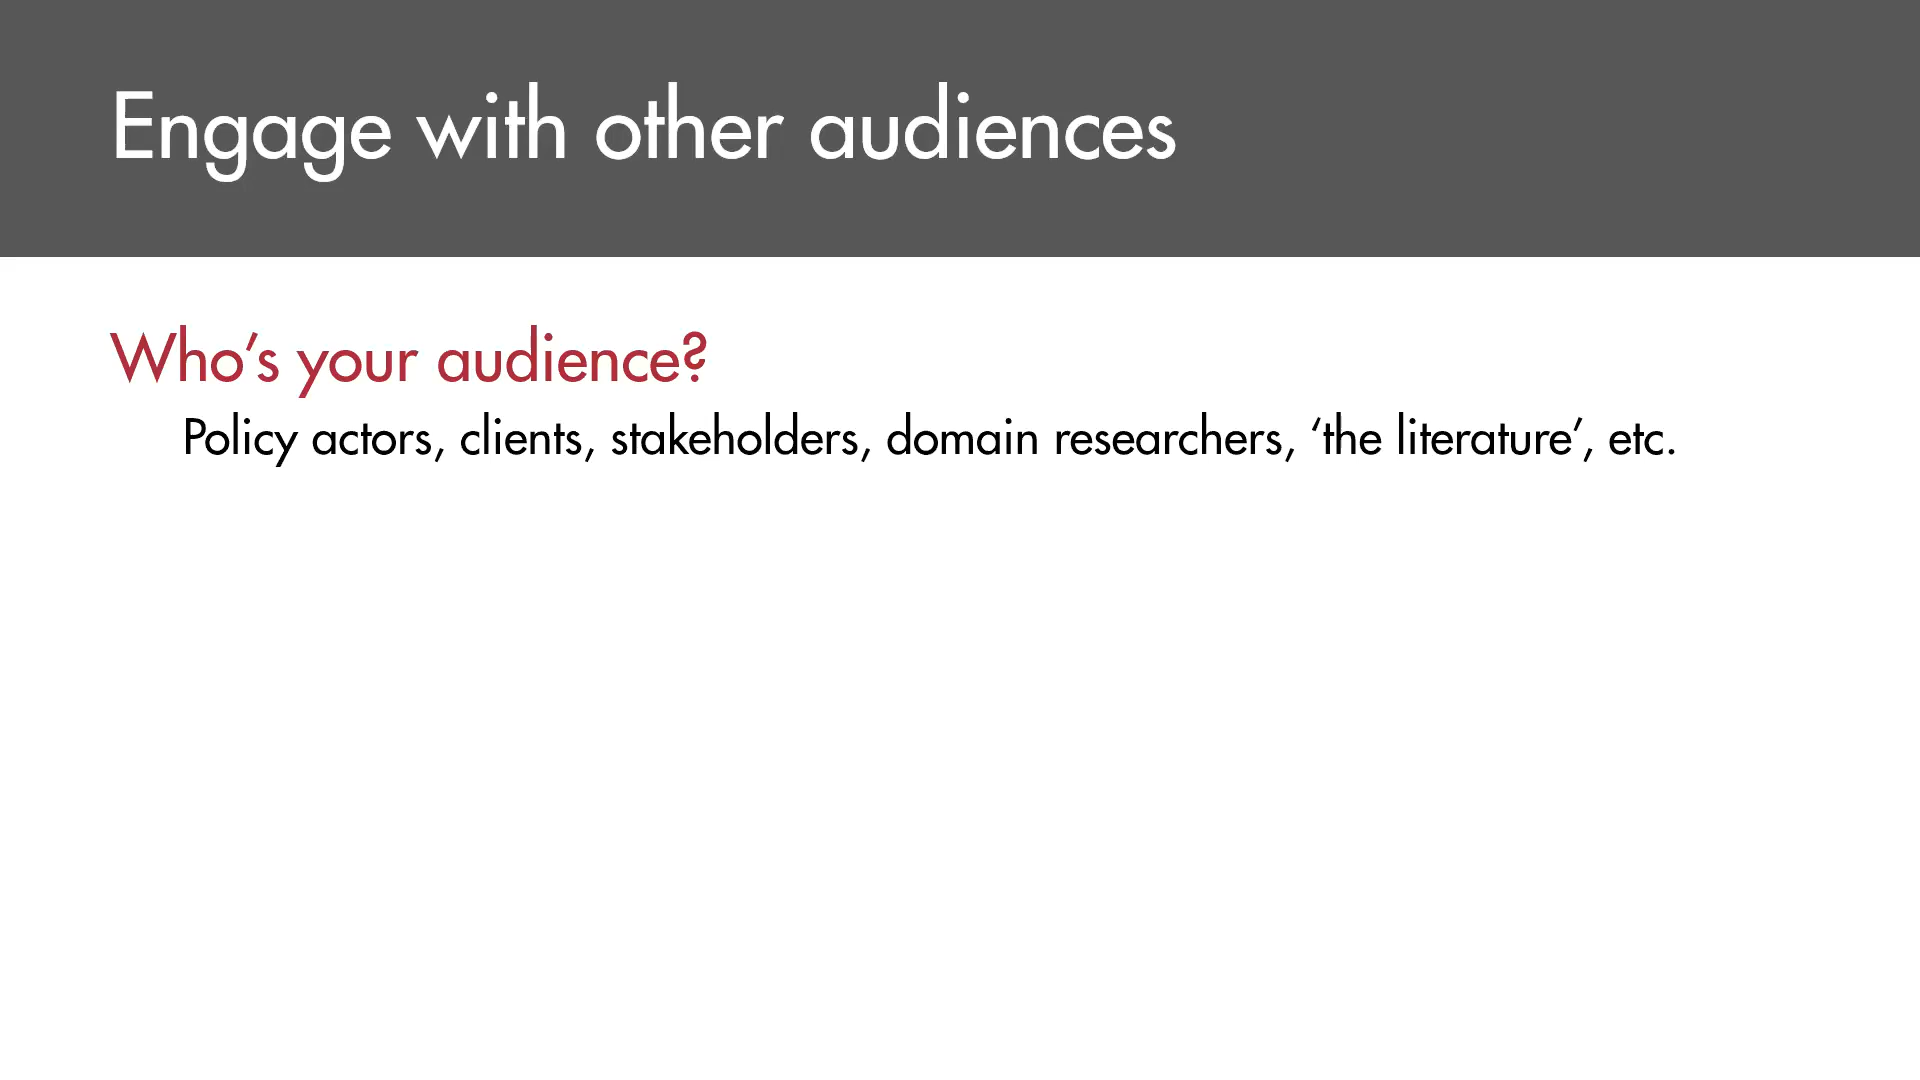 Engage with other audiences
Who’s your audience?
Policy actors, clients, stakeholders, domain researchers, ‘the literature’, etc.